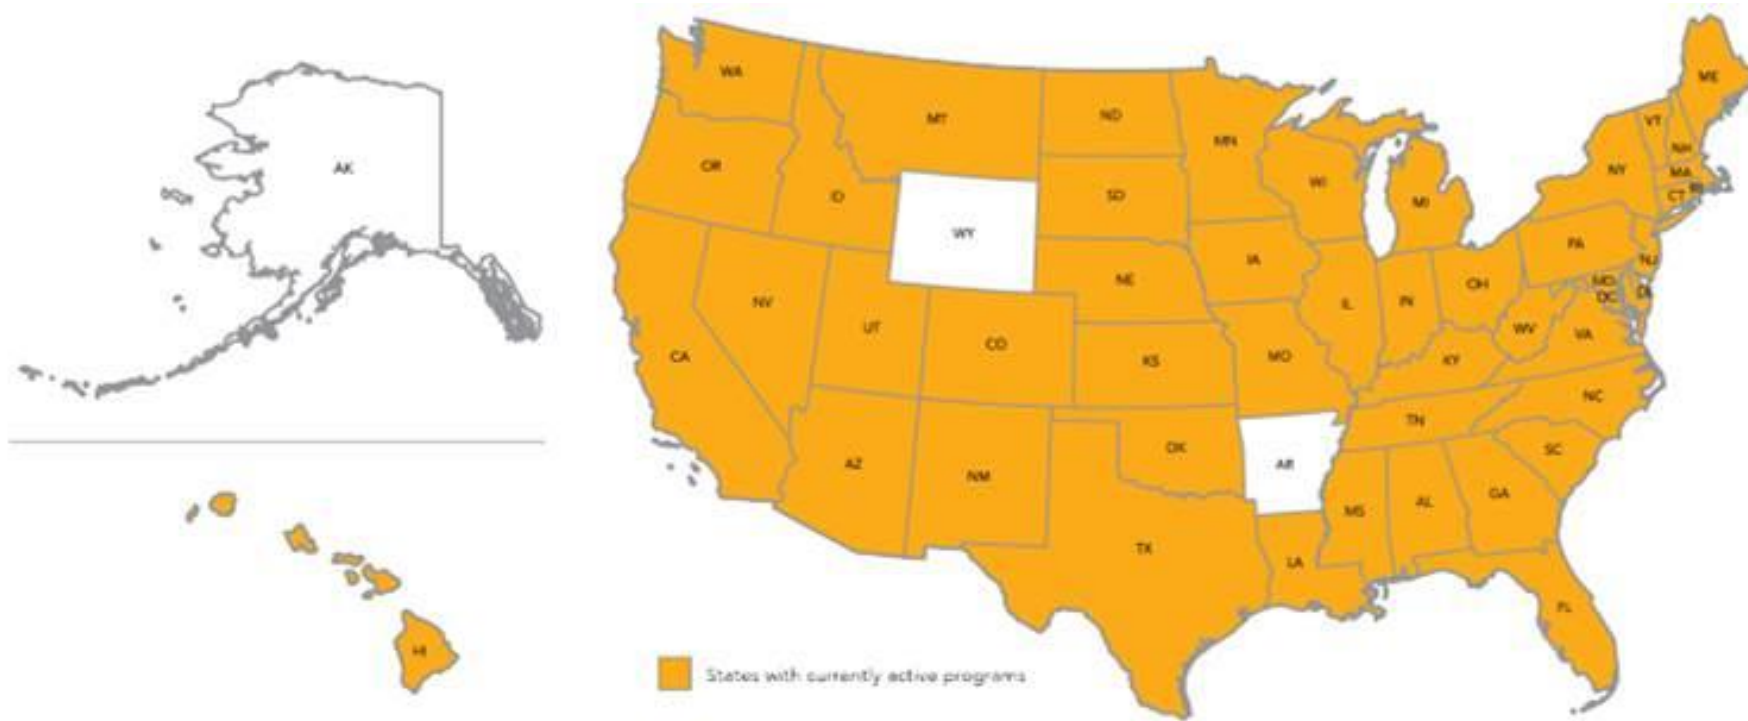 WA
ME
MT
ND
VT
MN
NH
AK
OR
NY
MA
WI
RI
ID
SD
CT
MI
WY
PA
IA
NJ
NE
OH
MD
DE
DC
NV
IL
IN
UT
WV
VA
CO
CA
MO
KS
KY
NC
TN
OK
SC
AZ
AR
NM
GA
MS
AL
TX
LA
FL
HI
States with currently active programs